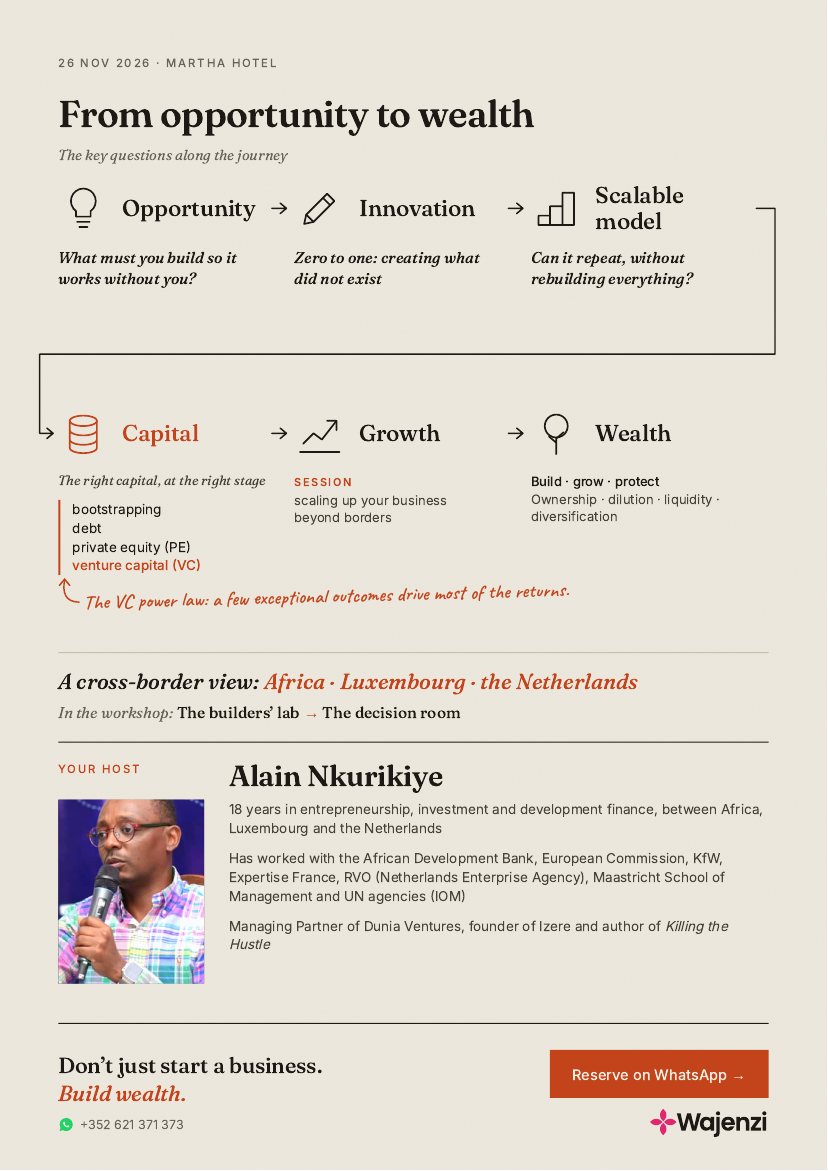 26 NOV 2026 · MARTHA HOTEL
From opportunity to wealth
The key questions along the journey
Opportunity → Innovation → Scalable
model
What must you build so it
works without you?
Zero to one: creating what
did not exist
Can it repeat, without
rebuilding everything?
Capital → Growth → Wealth
The right capital, at the right stage
bootstrapping
debt
private equity (PE)
venture capital (VC)
SESSION
scaling up your business
beyond borders
Build · grow · protect
Ownership · dilution · liquidity ·
diversification
The VC power law: a few exceptional outcomes drive most of the returns.
A cross-border view: Africa · Luxembourg · the Netherlands
In the workshop: The builders’ lab → The decision room
YOUR HOST
Alain Nkurikiye
18 years in entrepreneurship, investment and development finance, between Africa,
Luxembourg and the Netherlands
Has worked with the African Development Bank, European Commission, KfW,
Expertise France, RVO (Netherlands Enterprise Agency), Maastricht School of
Management and UN agencies (IOM)
Managing Partner of Dunia Ventures, founder of Izere and author of Killing the
Hustle
Don’t just start a business.
Build wealth.
+352 621 371 373
Reserve on WhatsApp →
Wajenzi